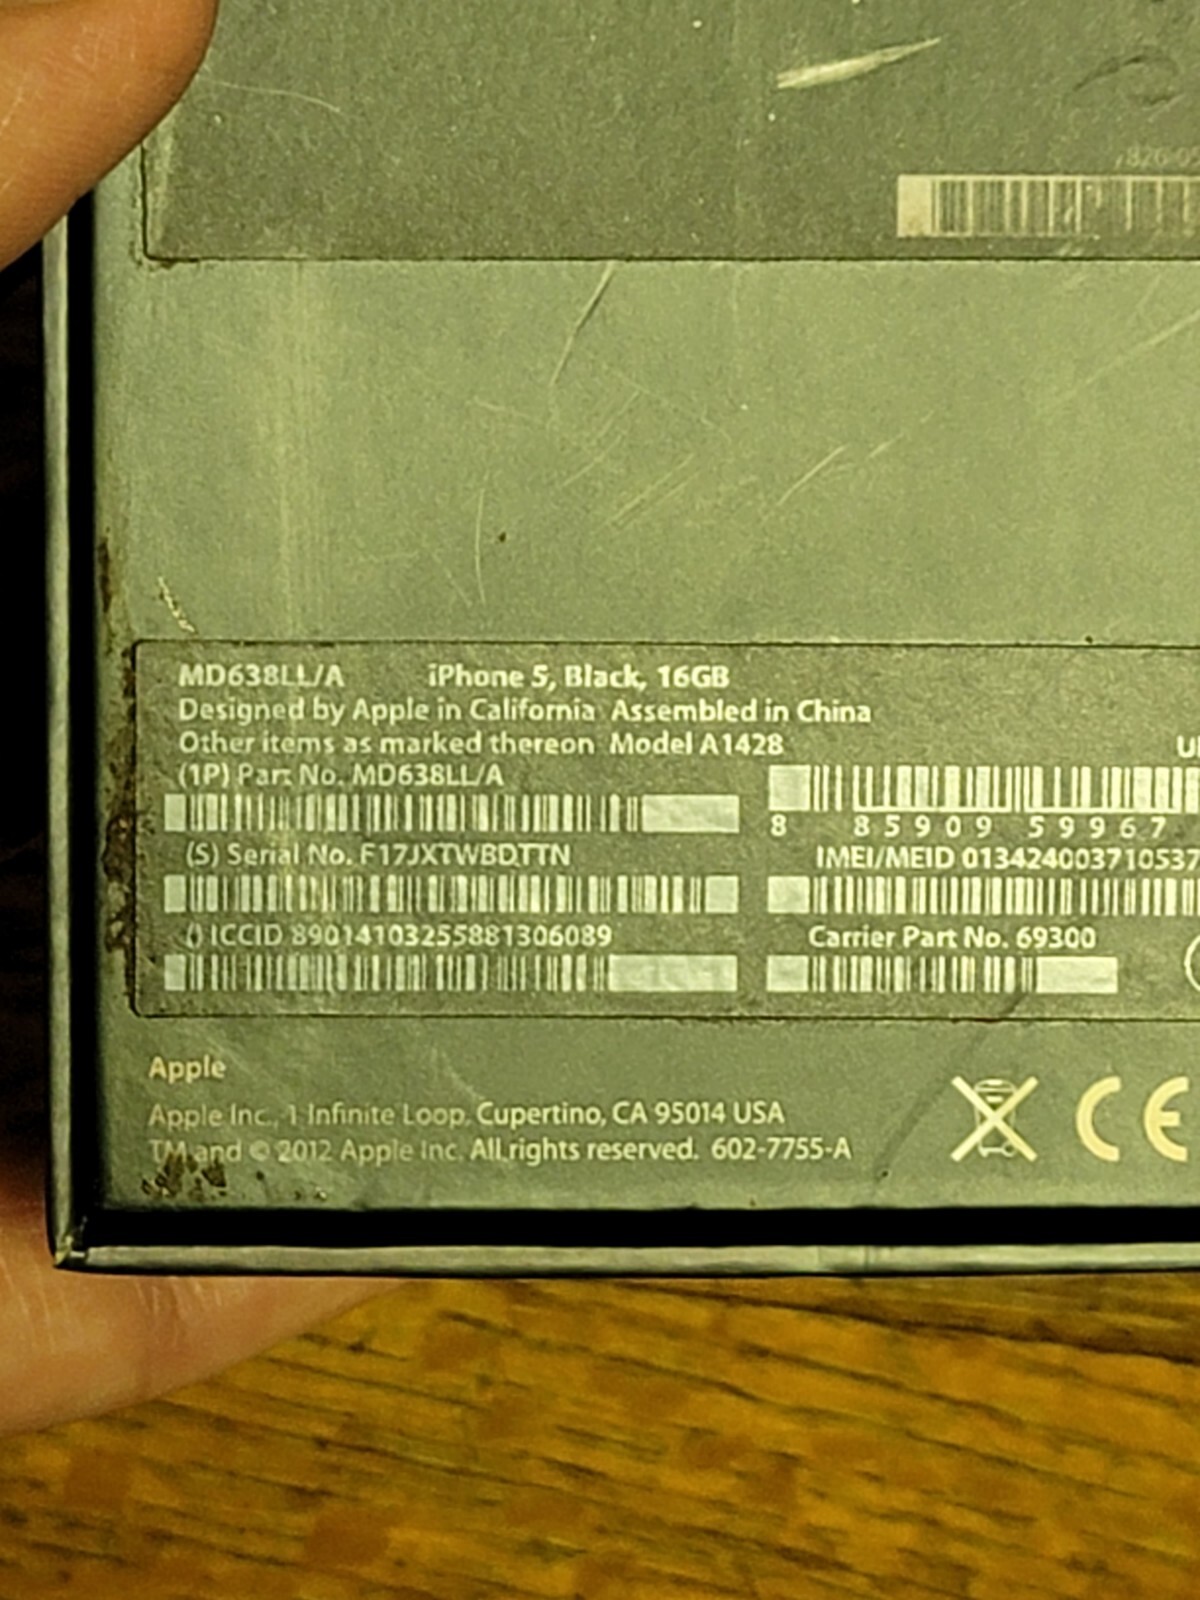 MD638LL/A iPhone 5, Black, 16GB
Designed by Apple in California Assembled in China
Other items as marked thereon Model A1428
(1P) Part No. MD638LL/A
8 85909 59967
(S) Serial No. F17JXTWBDTTN
IMEI/MEID 013424003710537
() ICCID 89014103255881306089
Carrier Part No. 69300
Apple
Apple Inc., 1 Infinite Loop, Cupertino, CA 95014 USA
TM and © 2012 Apple Inc. All rights reserved. 602-7755-A
CE